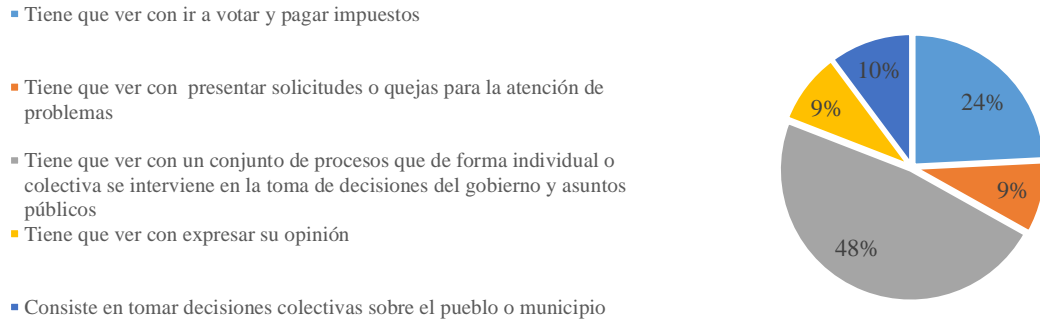 Tiene que ver con ir a votar y pagar impuestos
Tiene que ver con presentar solicitudes o quejas para la atención de
problemas
Tiene que ver con un conjunto de procesos que de forma individual o
colectiva se interviene en la toma de decisiones del gobierno y asuntos
públicos
Tiene que ver con expresar su opinión
Consiste en tomar decisiones colectivas sobre el pueblo o municipio
10%
24%
9%
9%
48%